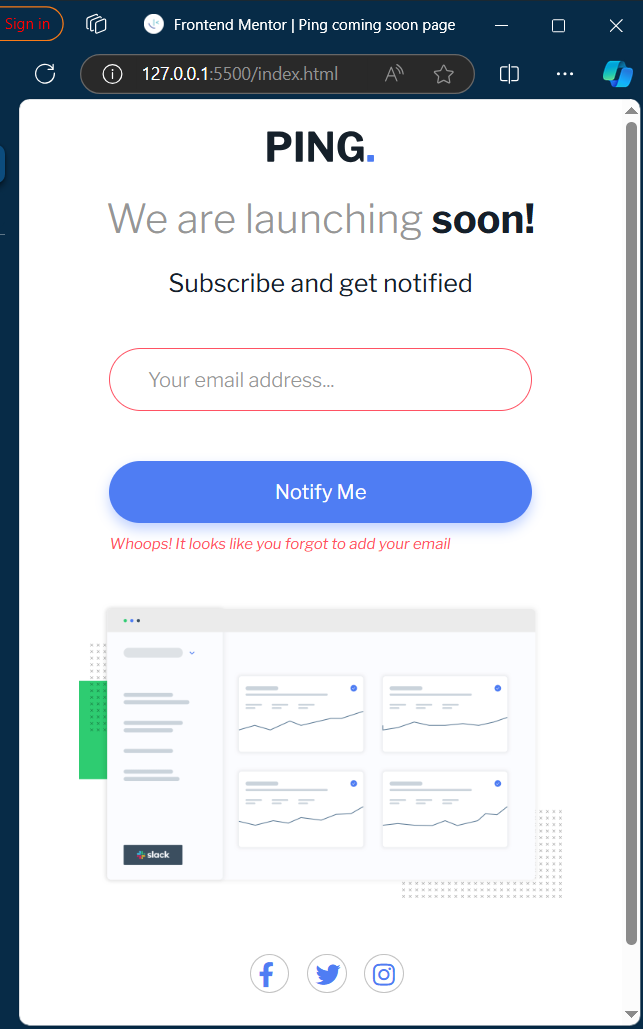 Sign in
Frontend Mentor | Ping coming soon page
127.0.0.1:5500/index.html
PING.
We are launching soon!
Subscribe and get notified
Your email address...
Notify Me
Whoops! It looks like you forgot to add your email
slack